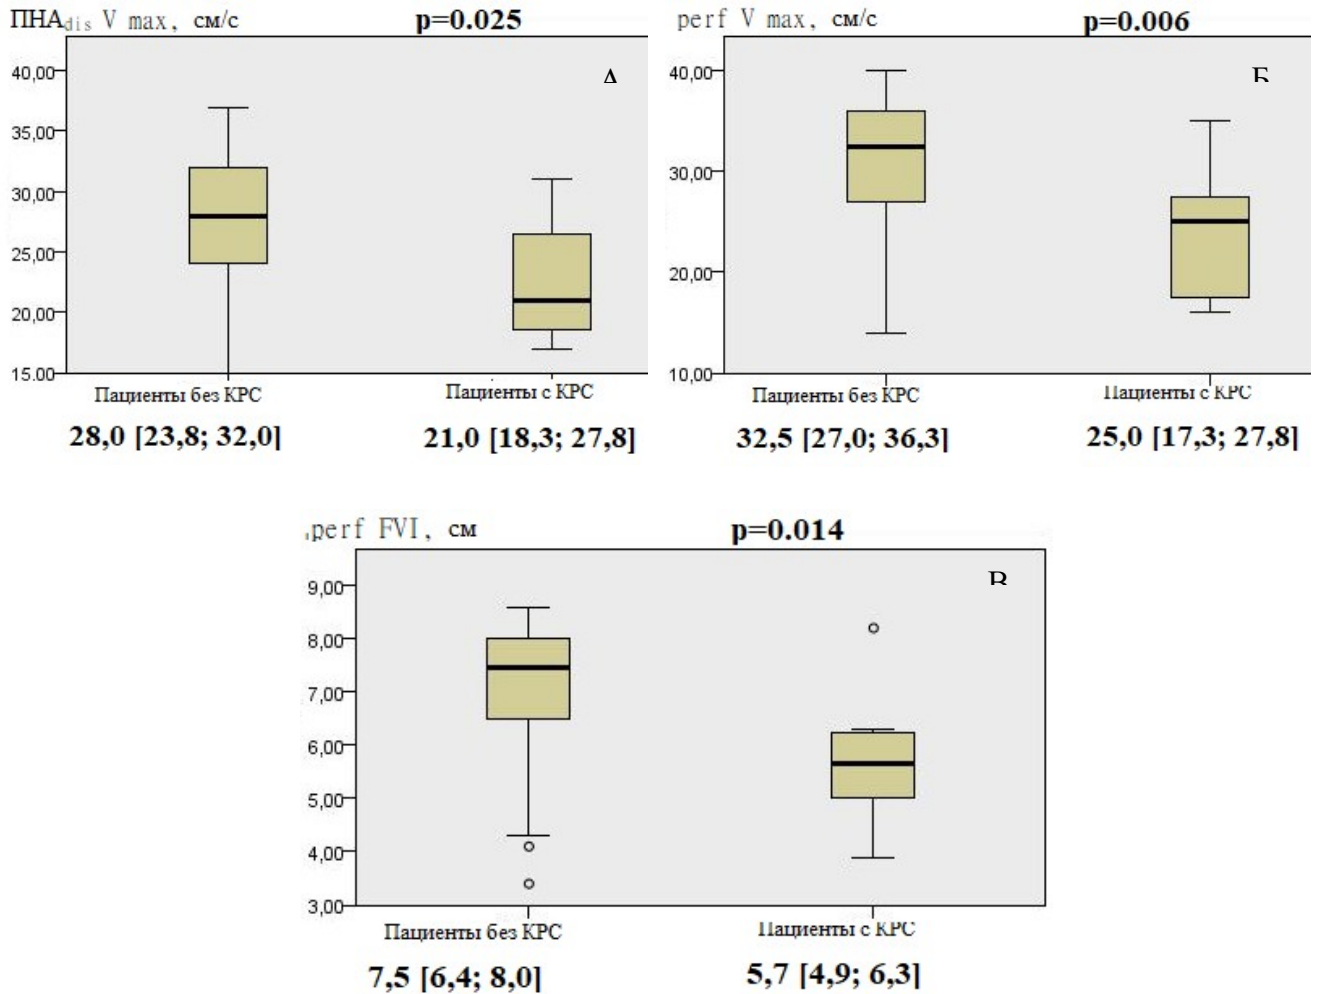 ПНАdis V max, см/с p=0.025
А
40,00
35,00
30,00
25,00
20,00
15.00
Пациенты без КРС Пациенты с КРС
28,0 [23,8; 32,0] 21,0 [18,3; 27,8]
perf V max, см/с p=0.006
Б
40,00
30,00
20,00
10,00
Пациенты без КРС Пациенты с КРС
32,5 [27,0; 36,3] 25,0 [17,3; 27,8]
perf FVI, см p=0.014
В
9,00
8,00
7,00
6,00
5,00
4,00
3,00
Пациенты без КРС Пациенты с КРС
7,5 [6,4; 8,0] 5,7 [4,9; 6,3]